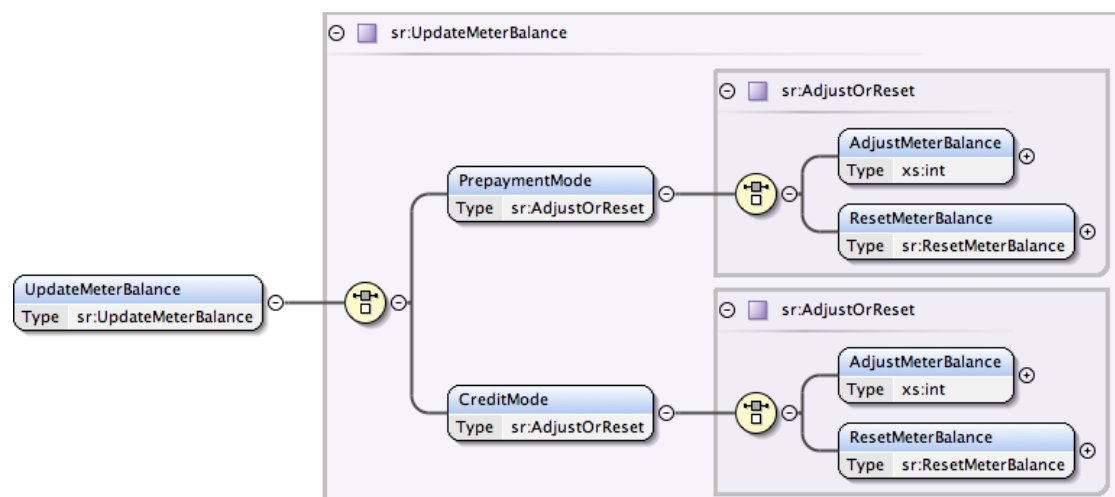 sr:UpdateMeterBalance
sr:AdjustOrReset
AdjustMeterBalance
Type xs:int
PrepaymentMode
Type sr:AdjustOrReset
ResetMeterBalance
Type sr:ResetMeterBalance
UpdateMeterBalance
Type sr:UpdateMeterBalance
sr:AdjustOrReset
AdjustMeterBalance
Type xs:int
CreditMode
Type sr:AdjustOrReset
ResetMeterBalance
Type sr:ResetMeterBalance